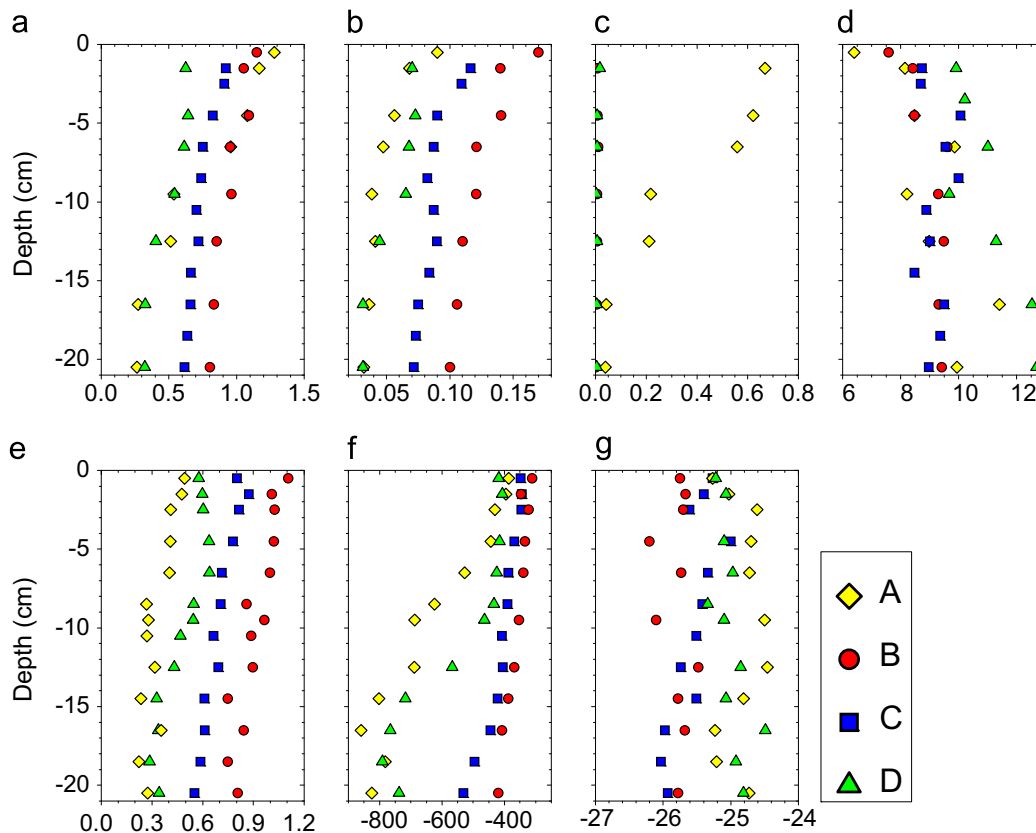 a b c d
0
-5
-10
-15
-20
Depth (cm)
0.0 0.5 1.0 1.5
0.05 0.10 0.15
0.0 0.2 0.4 0.6 0.8
6 8 10 12
e f g
0
-5
-10
-15
-20
Depth (cm)
0.0 0.3 0.6 0.9 1.2
-800 -600 -400
-27 -26 -25 -24
A
B
C
D